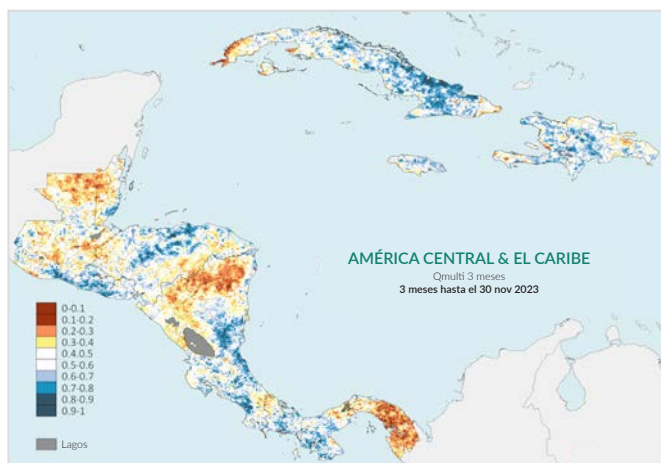 AMÉRICA CENTRAL & EL CARIBE
Qmulti 3 meses
3 meses hasta el 30 nov 2023
0-0.1
0.1-0.2
0.2-0.3
0.3-0.4
0.4.0.5
0.5-0.6
0.6-0.7
0.7-0.8
0.8-0.9
0.9-1
Lagos